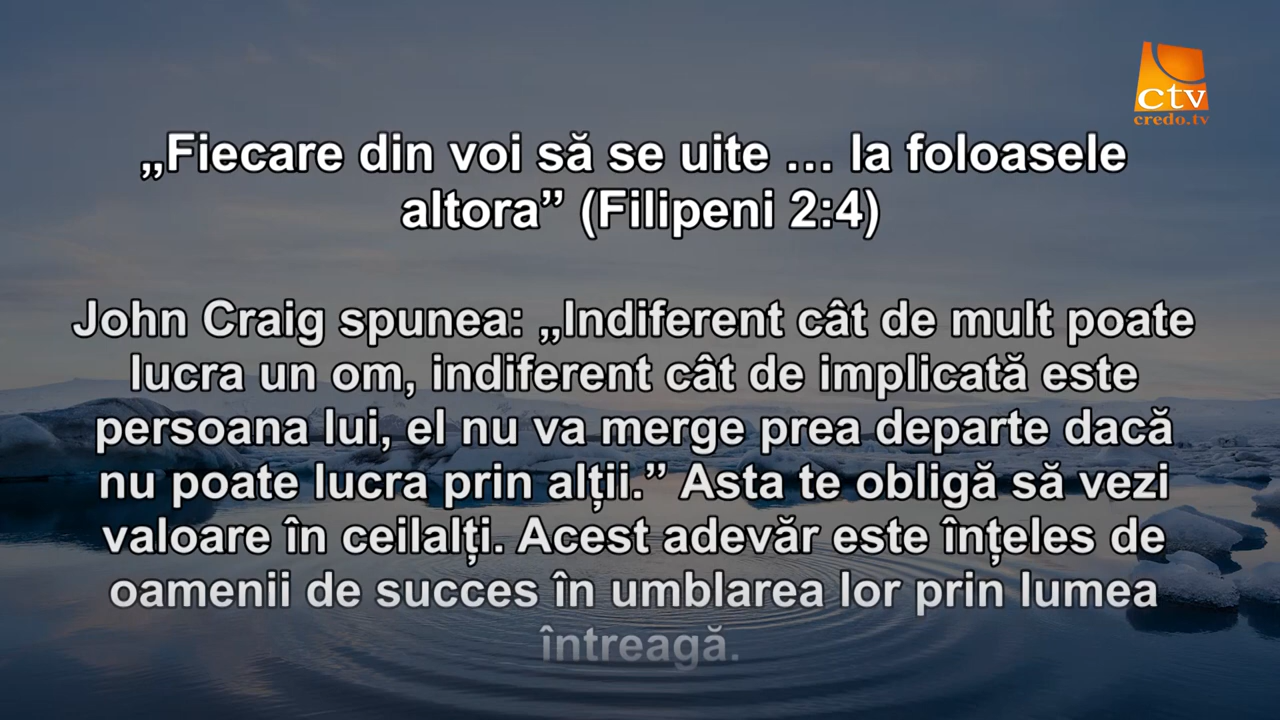 ctv
credo.tv
„Fiecare din voi să se uite … la foloasele
altora” (Filipeni 2:4)
John Craig spunea: „Indiferent cât de mult poate
lucra un om, indiferent cât de implicată este
persoana lui, el nu va merge prea departe dacă
nu poate lucra prin alții.” Asta te obligă să vezi
valoare în ceilalți. Acest adevăr este înțeles de
oamenii de succes în umblarea lor prin lumea
întreagă.